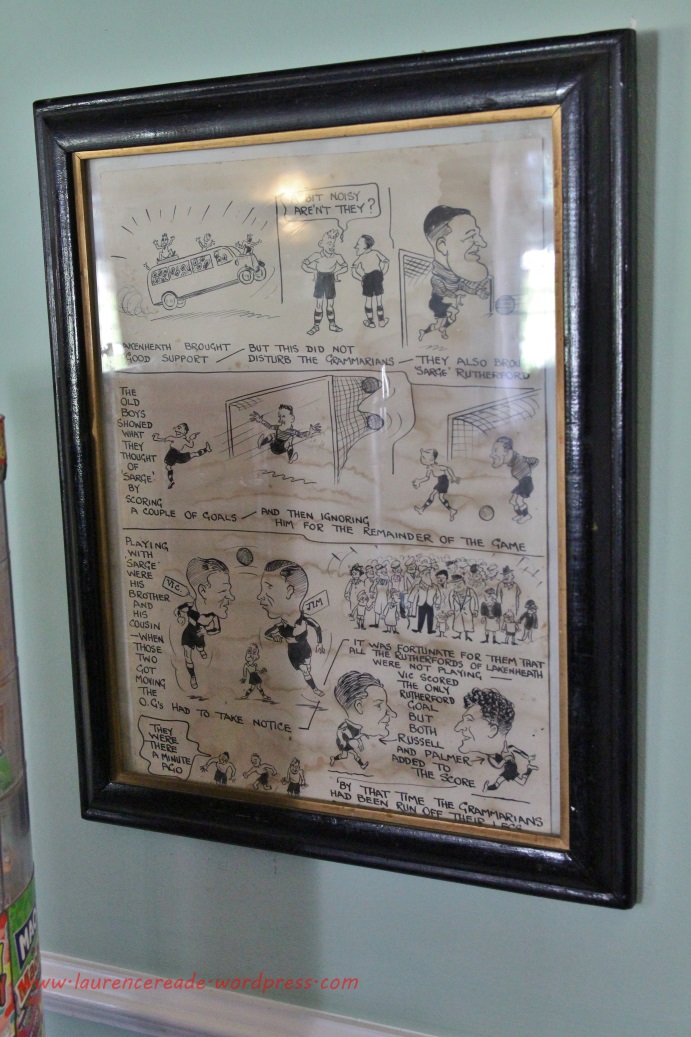 BIT NOISY
ARE'NT THEY?
AKENHEATH BROUGHT
GOOD SUPPORT
BUT THIS DID NOT
DISTURB THE GRAMMARIANS
THEY ALSO BROU
'SARGE' RUTHERFORD
THE
OLD
BOYS
SHOWED
WHAT
THEY
THOUGHT
OF
'SARGE'
BY
SCORING
A COUPLE OF GOALS
AND THEN IGNORING
HIM FOR THE REMAINDER OF THE GAME
PLAYING
WITH
'SARGE'
WERE
HIS
BROTHER
AND
HIS
COUSIN
—WHEN
THOSE
TWO
GOT
MOVING
THE
O.G's HAD TO TAKE NOTICE
VIC.
JIM
IT WAS FORTUNATE FOR THEM THAT
ALL THE RUTHERFORDS OF LAKENHEATH
WERE NOT PLAYING —
VIC SCORED
THE ONLY
RUTHERFORD
GOAL
BUT
BOTH
RUSSELL
AND PALMER
ADDED TO
THE SCORE
THEY
WERE
THERE
A MINUTE
AGO
'BY THAT TIME THE GRAMMARIANS
HAD BEEN RUN OFF THEIR LEGS
www.laurencereade.wordpress.com